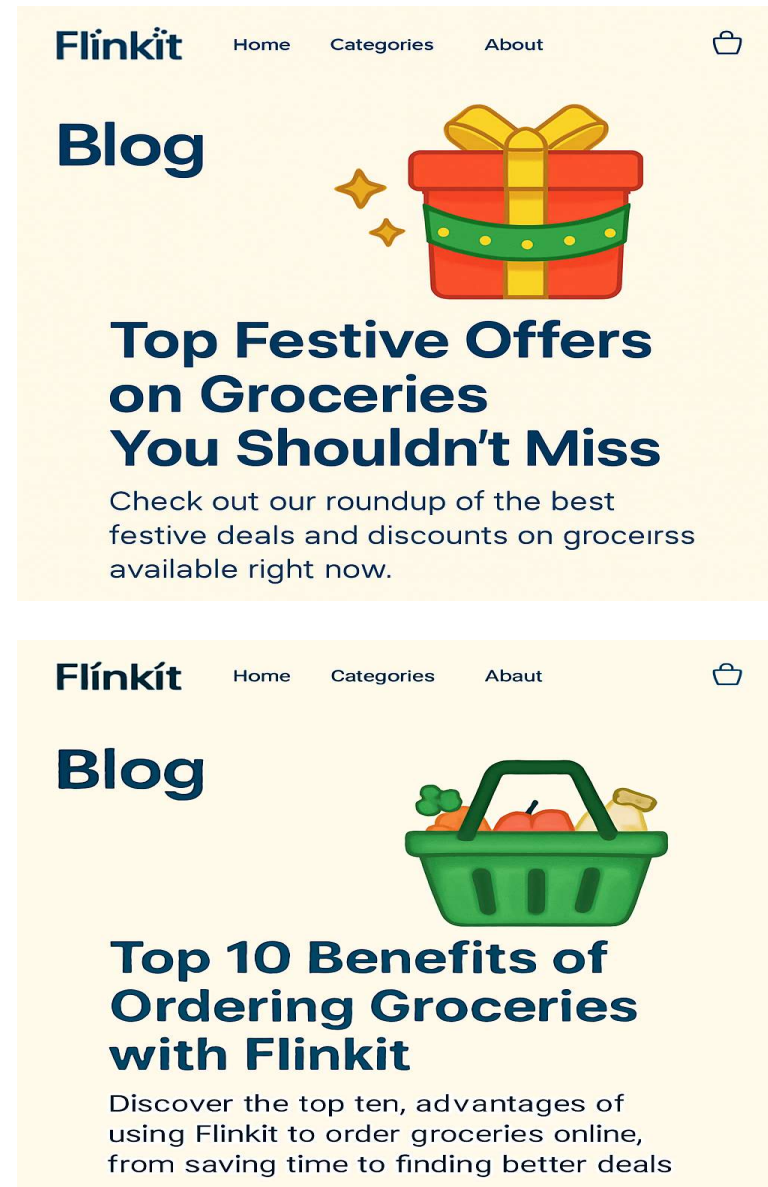 Flinkït Home Categories About
Blog
Top Festive Offers
on Groceries
You Shouldn't Miss
Check out our roundup of the best
festive deals and discounts on groceırss
available right now.
Flínkít Home Categories Abaut
Blog
Top 10 Benefits of
Ordering Groceries
with Flinkit
Discover the top ten, advantages of
using Flinkit to order groceries online,
from saving time to finding better deals